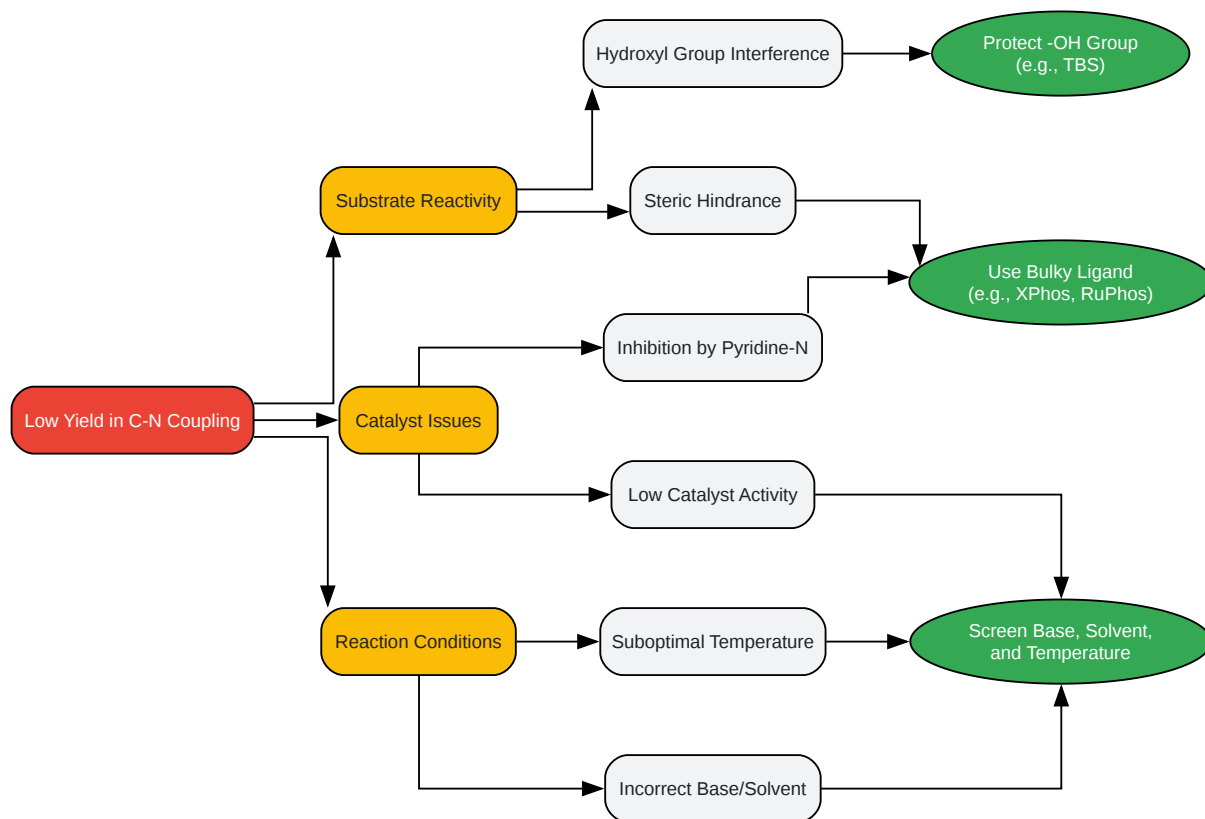 Protect -OH Group
(e.g., TBS)
Hydroxyl Group Interference
Substrate Reactivity
Steric Hindrance
Use Bulky Ligand
(e.g., XPhos, RuPhos)
Inhibition by Pyridine-N
Low Yield in C-N Coupling
Catalyst Issues
Low Catalyst Activity
Reaction Conditions
Suboptimal Temperature
Screen Base, Solvent,
and Temperature
Incorrect Base/Solvent